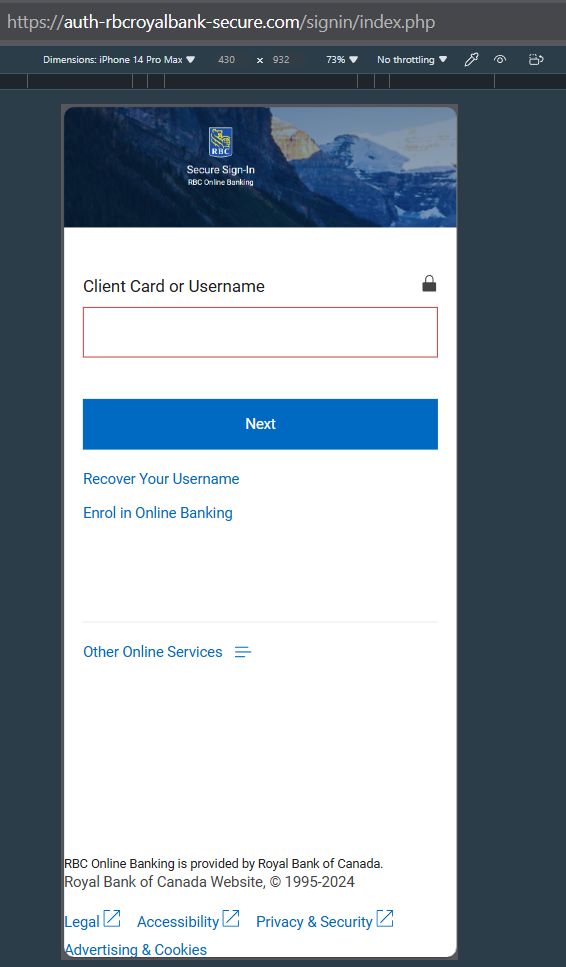 https://auth-rbcroyalbank-secure.com/signin/index.php
Dimensions: iPhone 14 Pro Max ▼ 430 × 932 73% ▼ No throttling ▼
RBC
Secure Sign-In
RBC Online Banking
Client Card or Username
Next
Recover Your Username
Enrol in Online Banking
Other Online Services
RBC Online Banking is provided by Royal Bank of Canada.
Royal Bank of Canada Website, © 1995-2024
Legal Accessibility Privacy & Security
Advertising & Cookies